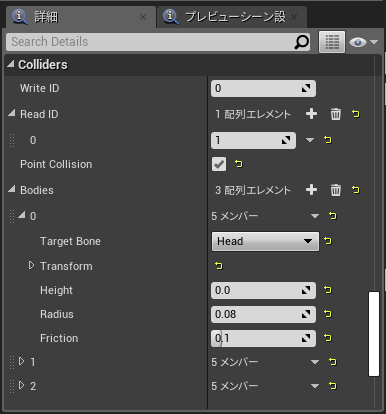 詳細
プレビューシーン設
Search Details
Colliders
Write ID 0
Read ID 1 配列エレメント
0 1
Point Collision
Bodies 3 配列エレメント
0 5 メンバー
Target Bone Head
Transform
Height 0.0
Radius 0.08
Friction 0.1
1 5 メンバー
2 5 メンバー